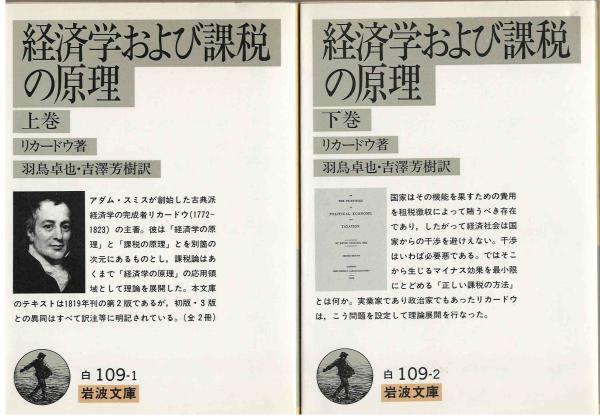 経済学および課税
の原理
上巻
リカードウ著
羽鳥卓也・吉澤芳樹訳
アダム・スミスが創始した古典派
経済学の完成者リカードウ(1772-
1823)の主著。彼は「経済学の原
理」と「課税の原理」とを別箇の
次元にあるものとし，課税論はあ
くまで「経済学の原理」の応用領
域として理論を展開した。本文庫
のテキストは1819年刊の第2版であるが，初版・3版
との異同はすべて訳注等に明記されている。(全2冊)
白 109-1
岩波文庫
経済学および課税
の原理
下巻
リカードウ著
羽鳥卓也・吉澤芳樹訳
POLITICAL ECONOMY,
TAXATION
国家はその機能を果すための費用
を租税徴収によって賄うべき存在
であり，したがって経済社会は国
家からの干渉を避けえない。干渉
はいわば必要悪である。ではそこ
から生じるマイナス効果を最小限
にとどめる「正しい課税の方法」
とは何か。実業家であり政治家でもあったリカードウ
は，こう問題を設定して理論展開を行なった。
白 109-2
岩波文庫